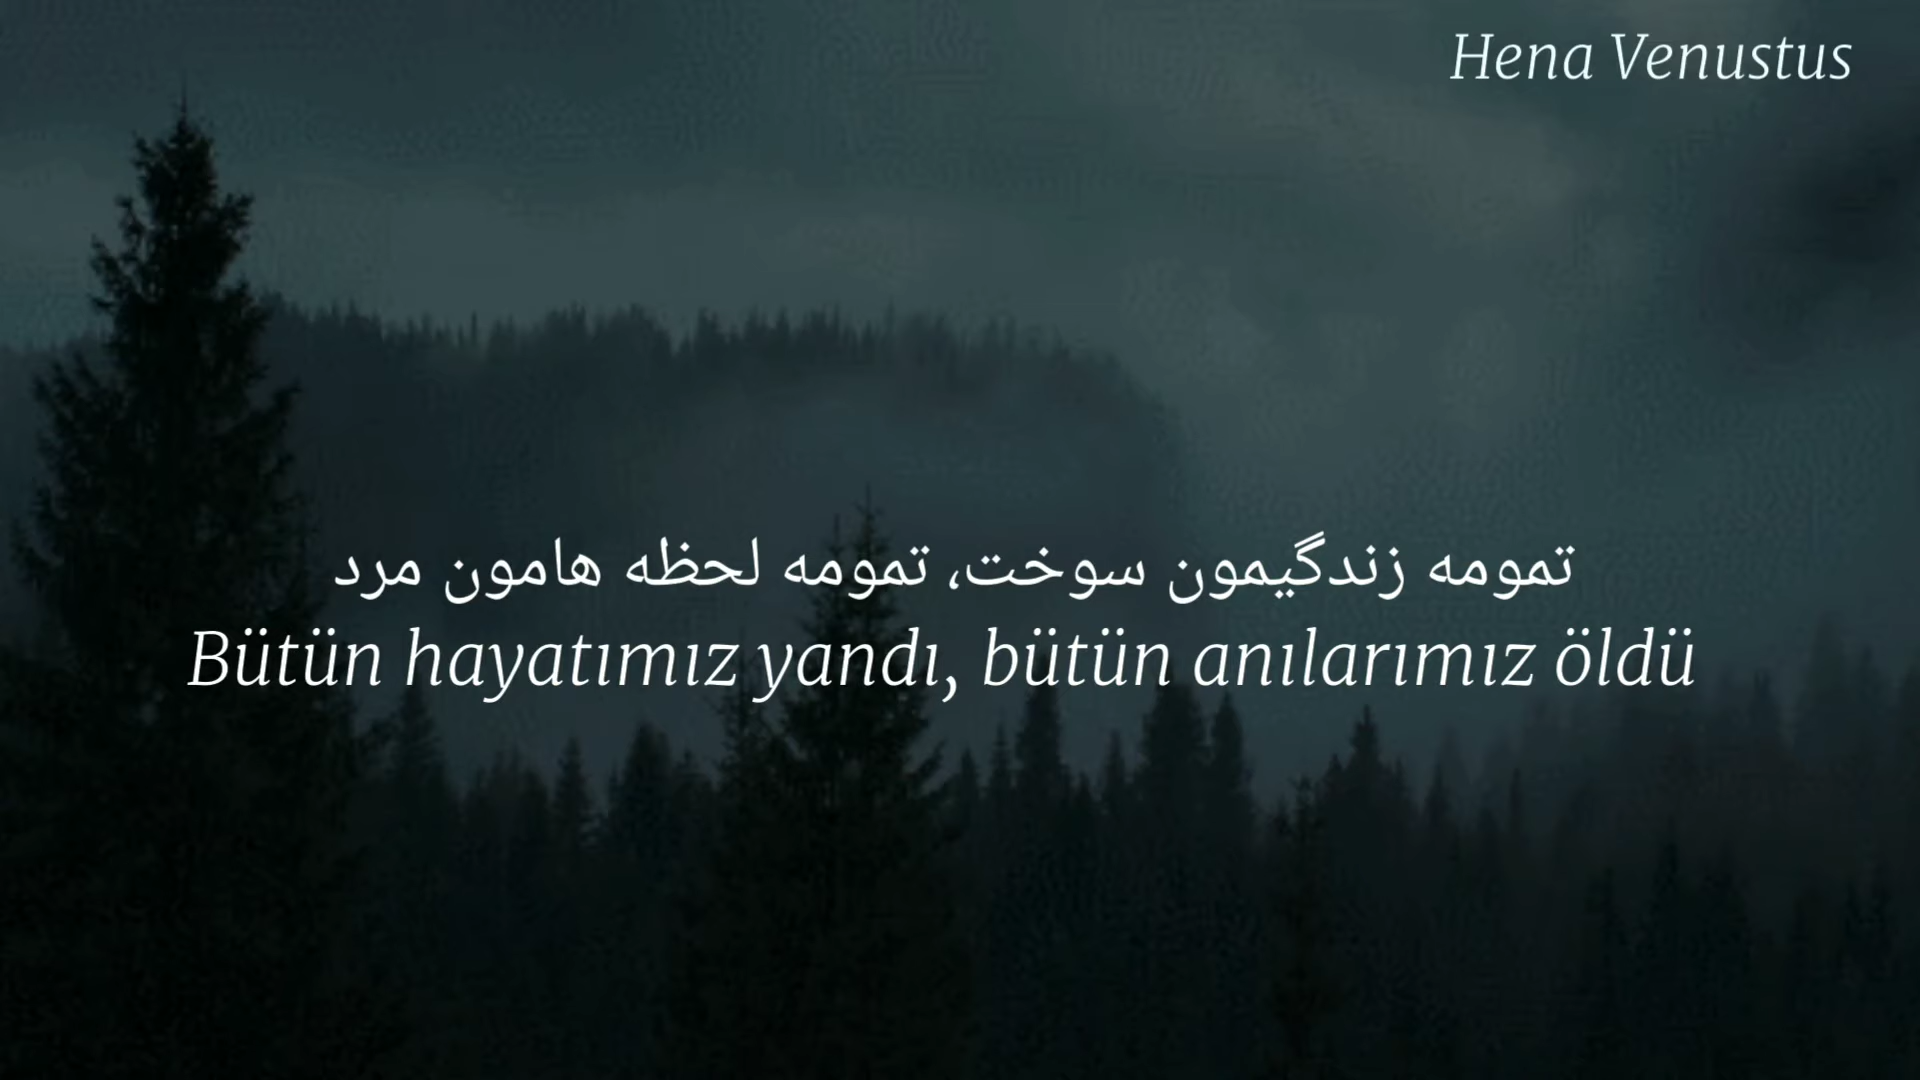 Hena Venustus
تمومه زندگیمون سوخت، تمومه لحظه هامون مرد
Bütün hayatımız yandı, bütün anılarımız öldü